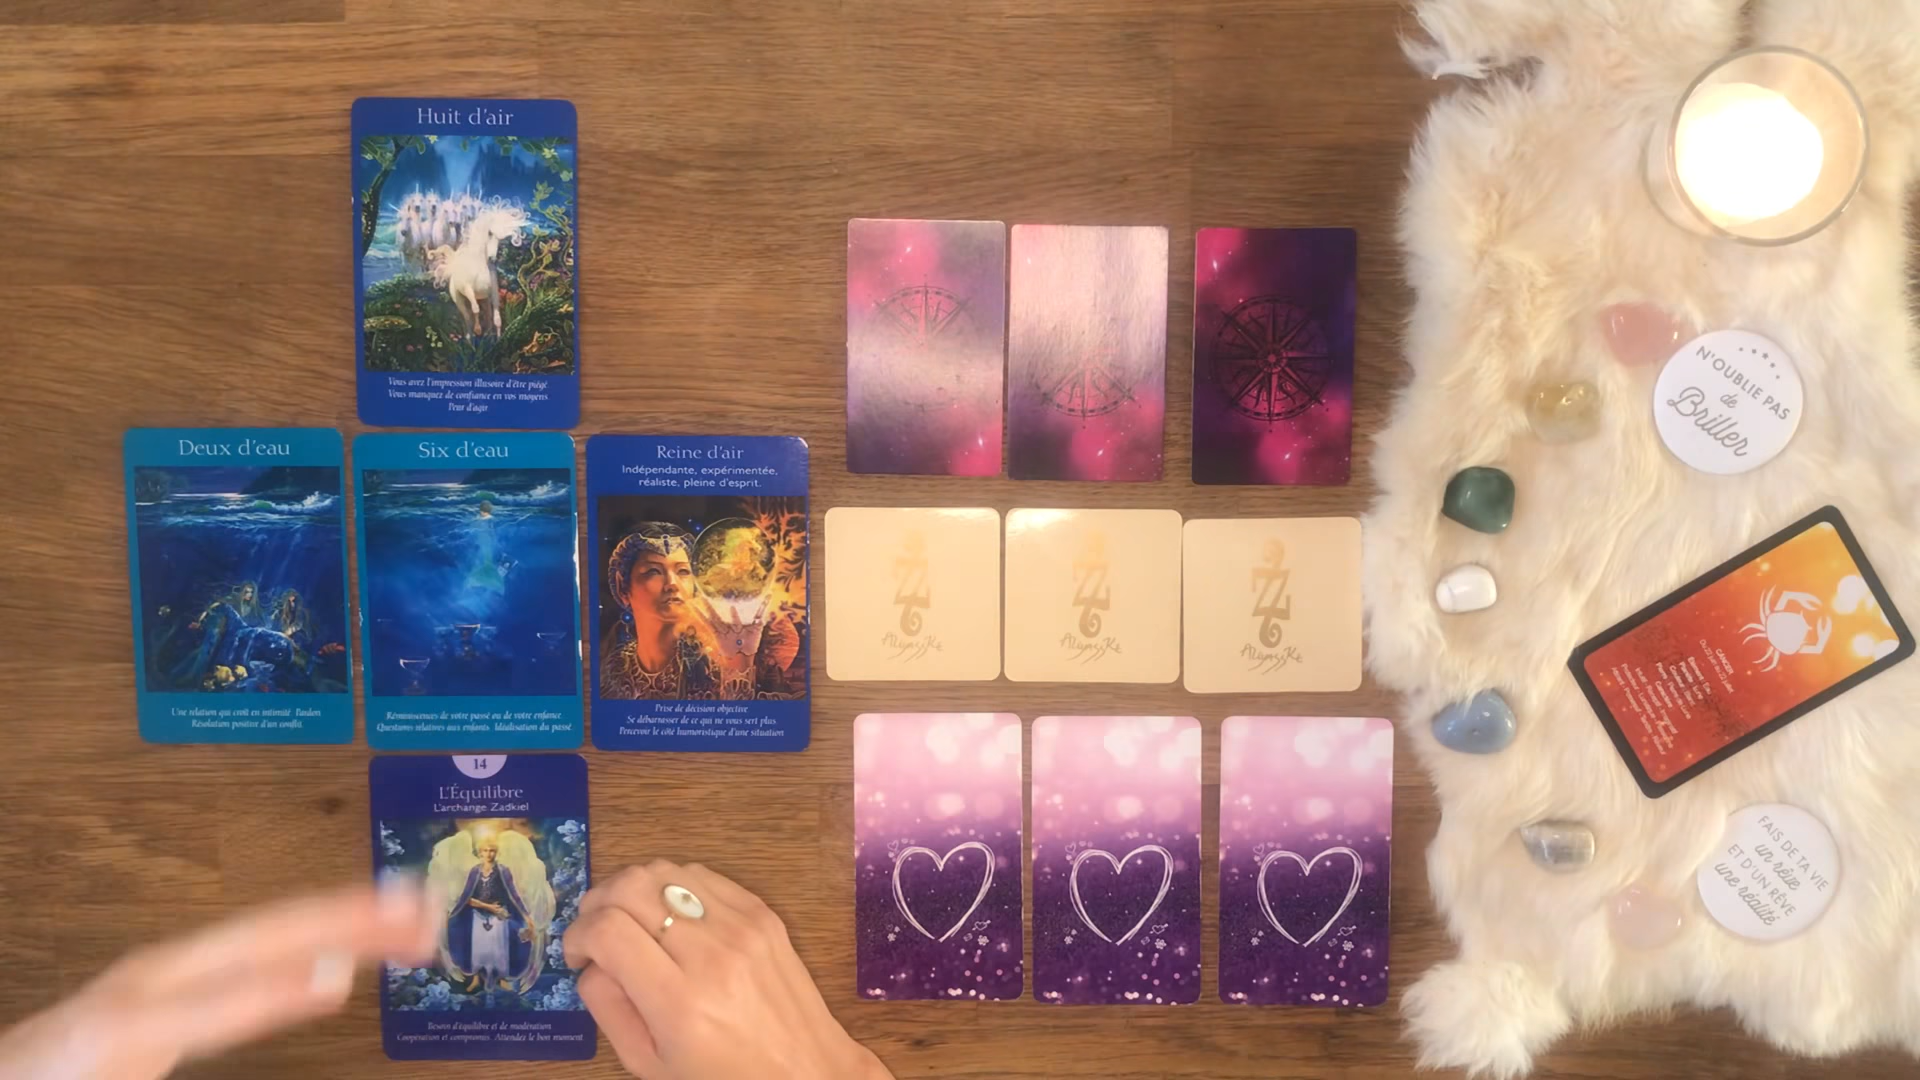 Huit d'air
Vous avez l'impression illusoire d'être piégé
Vous manquez de confiance en vos moyens
Peur d'agir
Deux d'eau
Une relation qui croît en intimité Pardon
Résolution positive d'un conflit
Six d'eau
Réminiscences de votre passé ou de votre enfance
Questions relatives aux enfants Idéalisation du passé
Reine d'air
Indépendante, expérimentée,
réaliste, pleine d'esprit.
Prise de décision objective
Se débarrasser de ce qui ne vous sert plus
Percevoir le côté humoristique d'une situation
14
L'Équilibre
L'archange Zadkiel
Besoin d'équilibre et de modération
Coopération et compromis Attendez le bon moment
N'OUBLIE PAS
de
Briller
CANCER
FAIS DE TA VIE
un rêve
ET D'UN RÊVE
une réalité